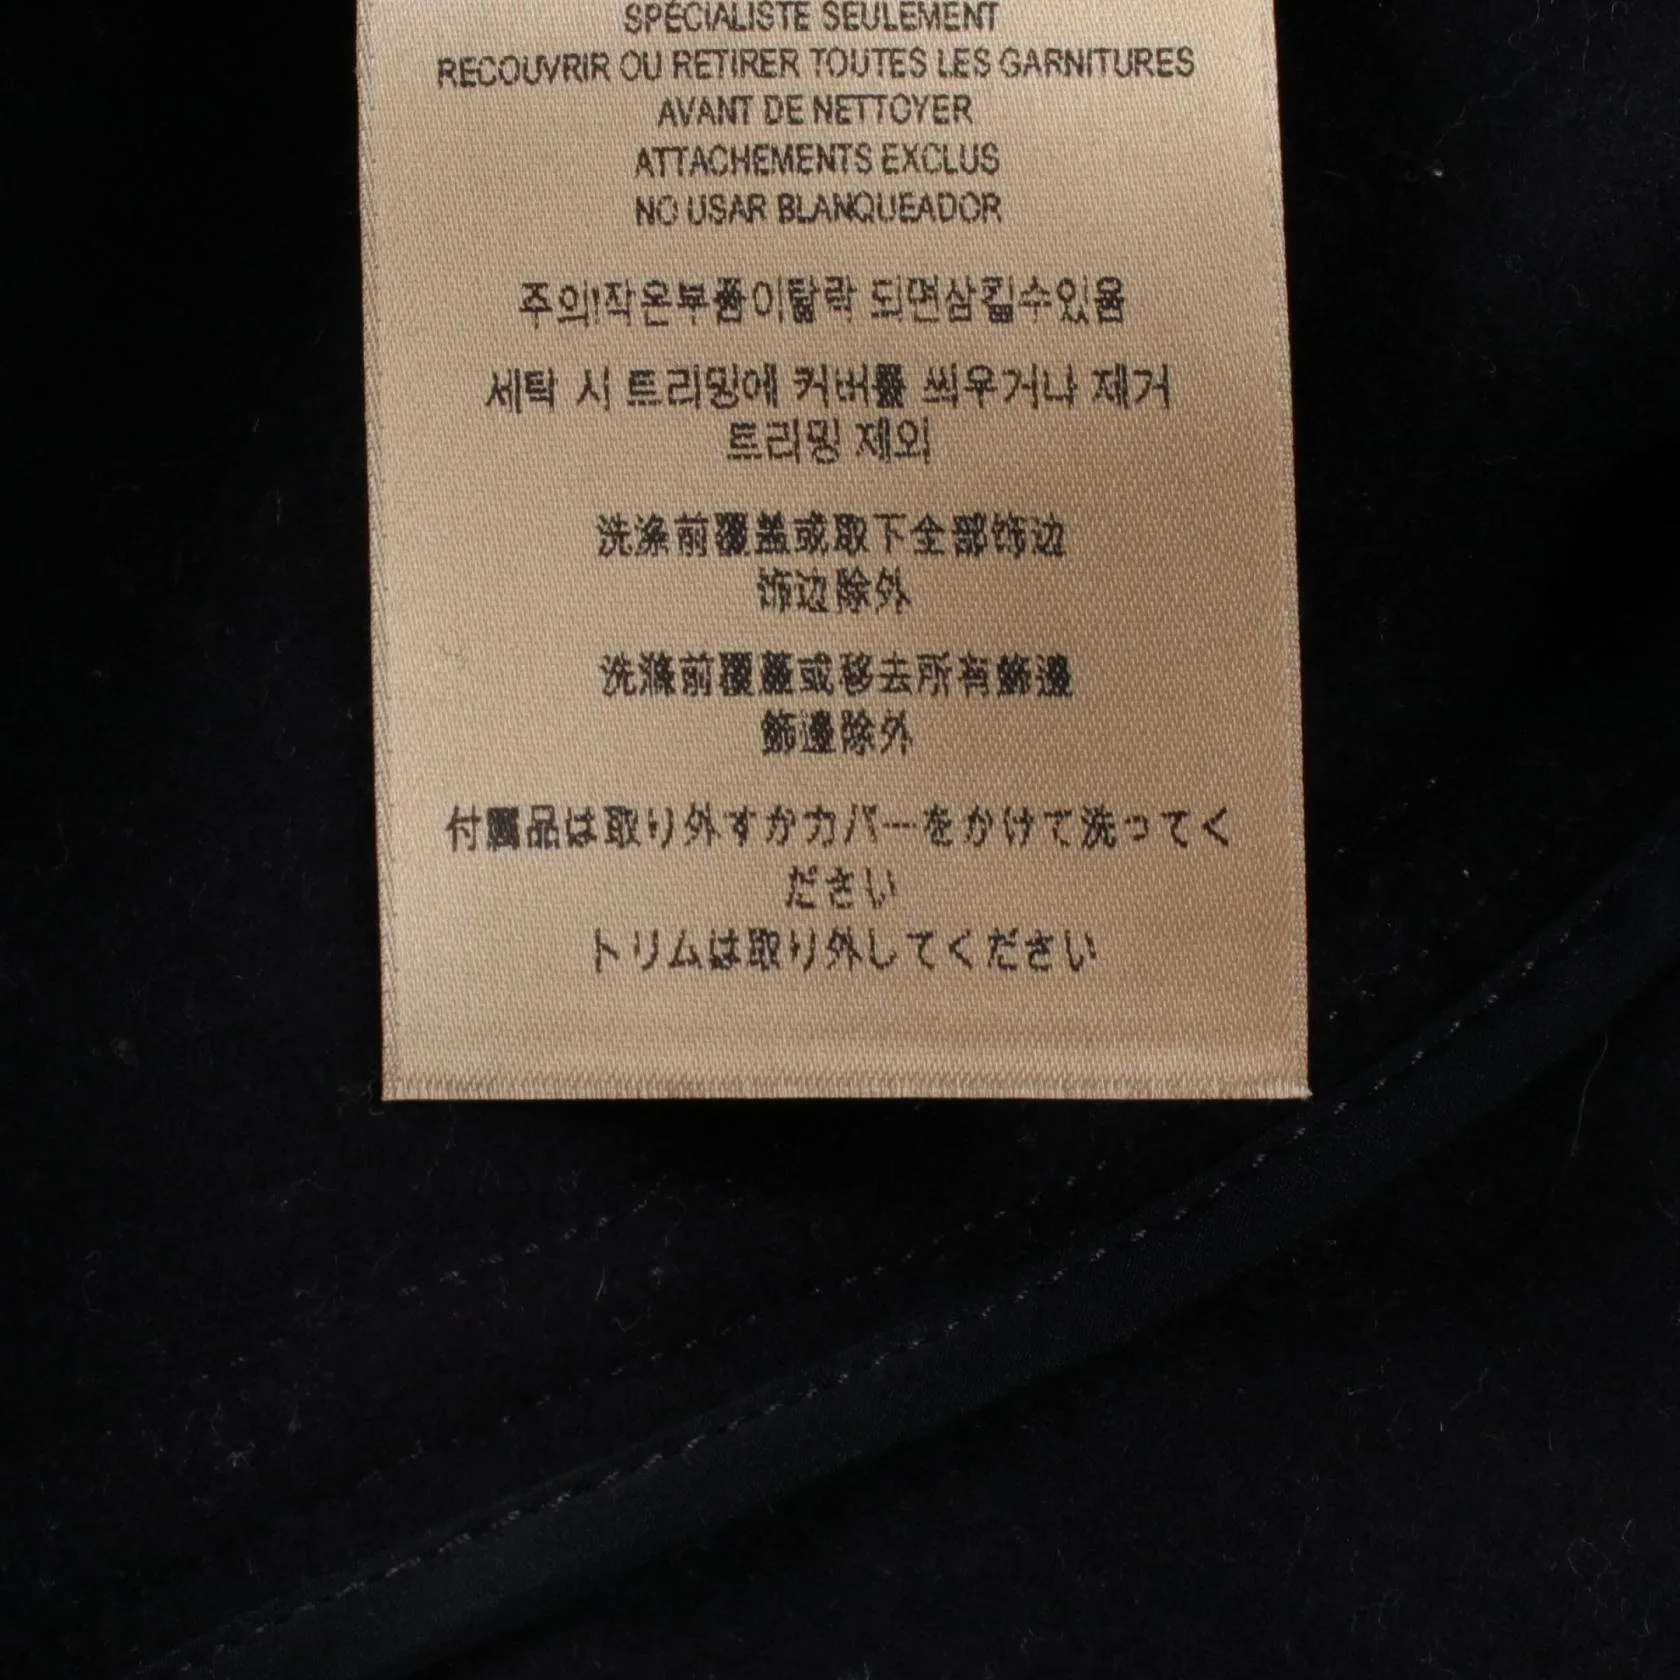 SPÉCIALISTE SEULEMENT
RECOUVRIR OU RETIRER TOUTES LES GARNITURES
AVANT DE NETTOYER
ATTACHEMENTS EXCLUS
NO USAR BLANQUEADOR
주의!작은부품이탈락 되면삼킬수있음
세탁 시 트리밍에 커버를 씌우거나 제거
트리밍 제외
洗涤前覆盖或取下全部饰边
饰边除外
洗滌前覆蓋或移去所有飾邊
飾邊除外
付属品は取り外すかカバーをかけて洗ってく
ださい
トリムは取り外してください